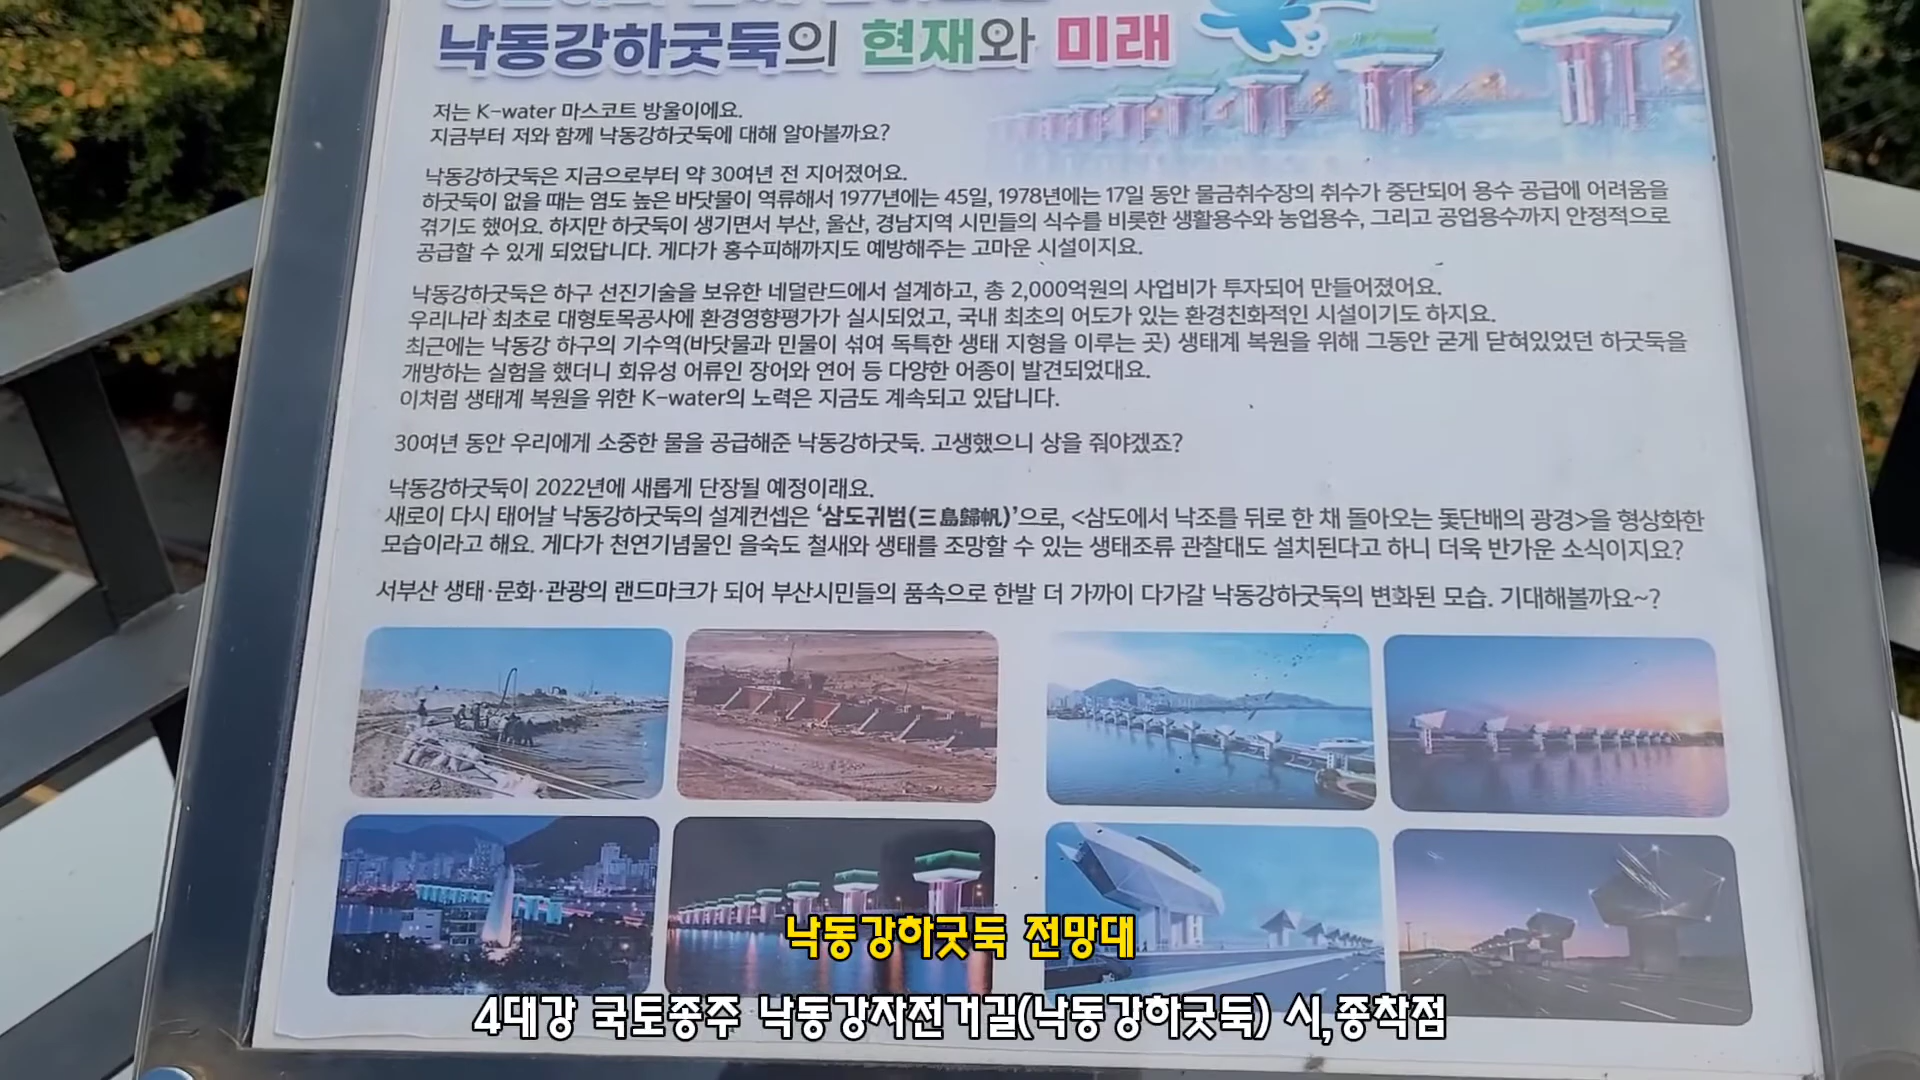 낙동강하굿둑의 현재와 미래
저는 K-water 마스코트 방울이에요.
지금부터 저와 함께 낙동강하굿둑에 대해 알아볼까요?
낙동강하굿둑은 지금으로부터 약 30여년 전 지어졌어요.
하굿둑이 없을 때는 염도 높은 바닷물이 역류해서 1977년에는 45일, 1978년에는 17일 동안 물금취수장의 취수가 중단되어 용수 공급에 어려움을
겪기도 했어요. 하지만 하굿둑이 생기면서 부산, 울산, 경남지역 시민들의 식수를 비롯한 생활용수와 농업용수, 그리고 공업용수까지 안정적으로
공급할 수 있게 되었답니다. 게다가 홍수피해까지도 예방해주는 고마운 시설이지요.
낙동강하굿둑은 하구 선진기술을 보유한 네덜란드에서 설계하고, 총 2,000억원의 사업비가 투자되어 만들어졌어요.
우리나라 최초로 대형토목공사에 환경영향평가가 실시되었고, 국내 최초의 어도가 있는 환경친화적인 시설이기도 하지요.
최근에는 낙동강 하구의 기수역(바닷물과 민물이 섞여 독특한 생태 지형을 이루는 곳) 생태계 복원을 위해 그동안 굳게 닫혀있었던 하굿둑을
개방하는 실험을 했더니 회유성 어류인 장어와 연어 등 다양한 어종이 발견되었대요.
이처럼 생태계 복원을 위한 K-water의 노력은 지금도 계속되고 있답니다.
30여년 동안 우리에게 소중한 물을 공급해준 낙동강하굿둑. 고생했으니 상을 줘야겠죠?
낙동강하굿둑이 2022년에 새롭게 단장될 예정이래요.
새로이 다시 태어날 낙동강하굿둑의 설계컨셉은 '삼도귀범(三島歸帆)'으로, <삼도에서 낙조를 뒤로 한 채 돌아오는 돛단배의 광경>을 형상화한
모습이라고 해요. 게다가 천연기념물인 을숙도 철새와 생태를 조망할 수 있는 생태조류 관찰대도 설치된다고 하니 더욱 반가운 소식이지요?
서부산 생태·문화·관광의 랜드마크가 되어 부산시민들의 품속으로 한발 더 가까이 다가갈 낙동강하굿둑의 변화된 모습. 기대해볼까요~?
낙동강하굿둑 전망대
4대강 국토종주 낙동강자전거길(낙동강하굿둑) 시,종착점